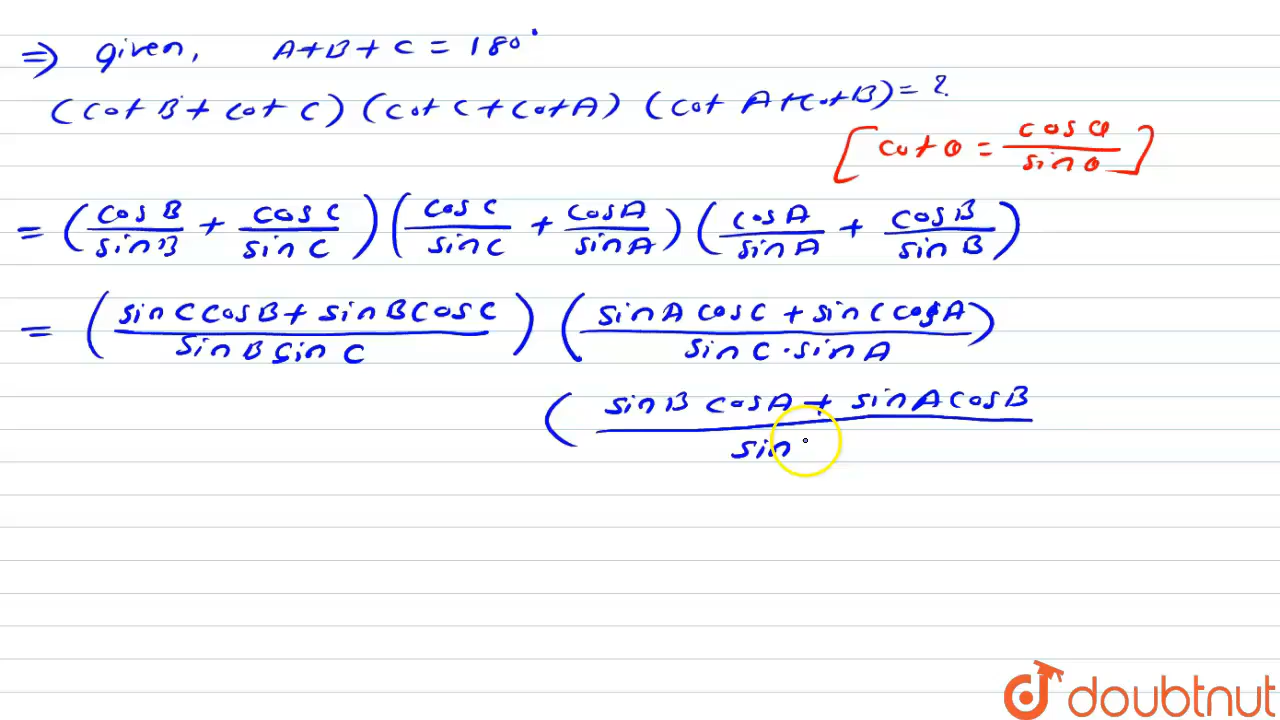 ⇒ given, A+B+C = 180°
(cot B + cot C) (cot C + cot A) (cot A + cot B) = ?
[cot θ = cos θ / sin θ]
= (cos B / sin B + cos C / sin C) (cos C / sin C + cos A / sin A) (cos A / sin A + cos B / sin B)
= (sin C cos B + sin B cos C / sin B sin C) (sin A cos C + sin C cos A / sin C · sin A)
(sin B cos A + sin A cos B / sin
doubtnut